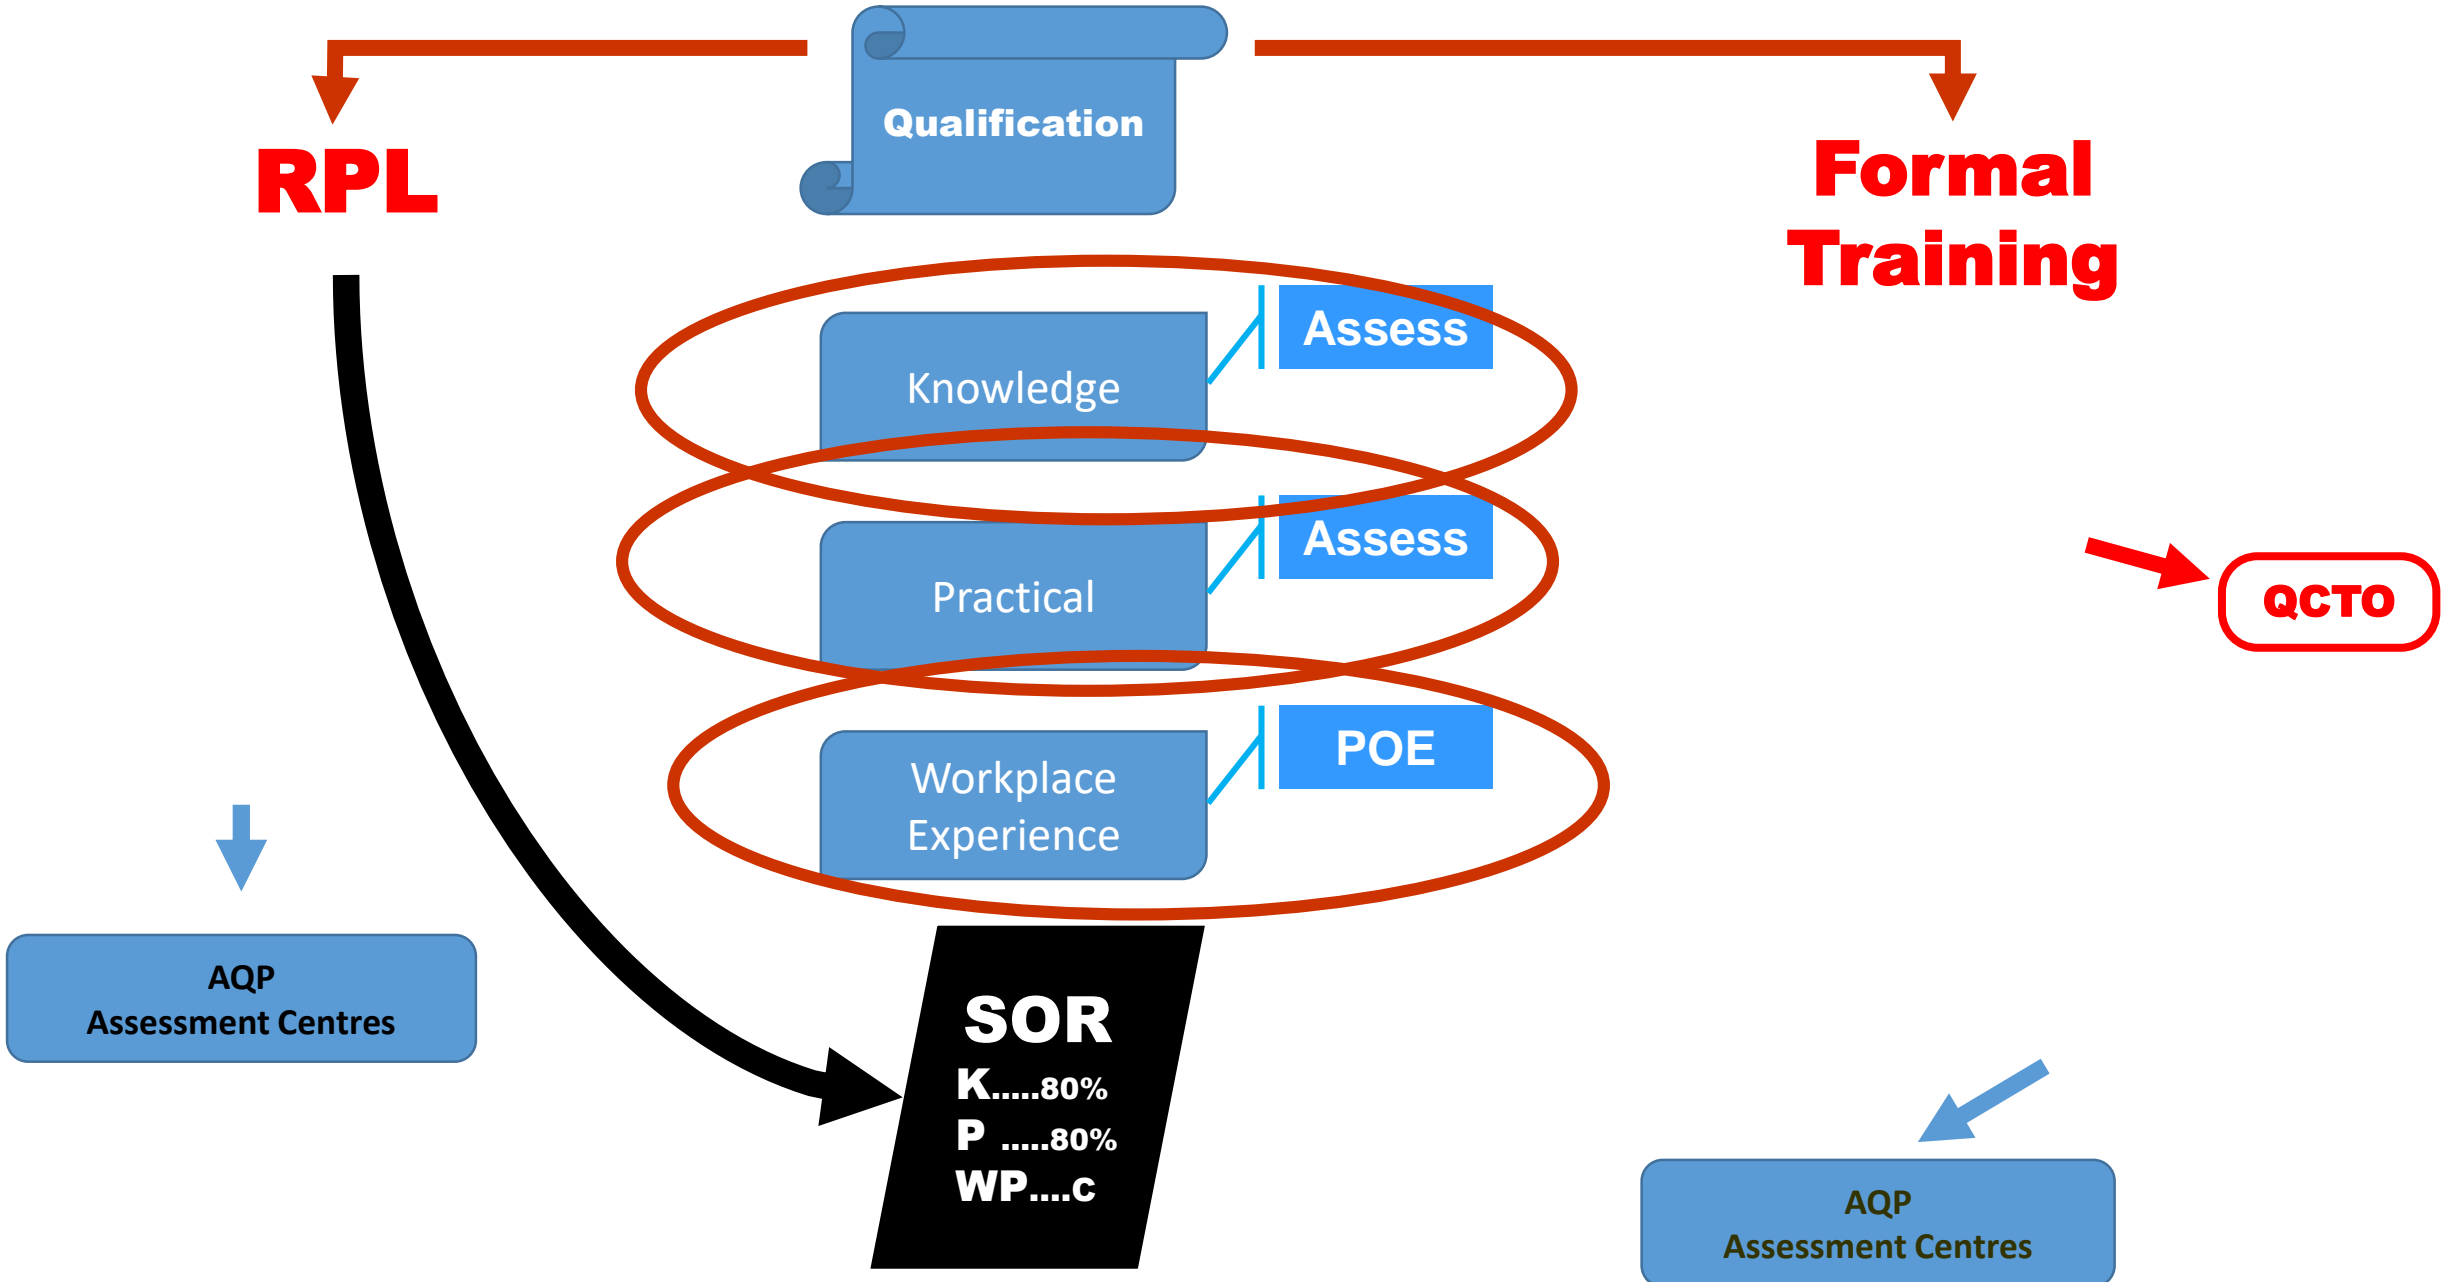 Qualification
RPL
Formal
Training
Assess
Knowledge
Assess
Practical
QCTO
POE
Workplace
Experience
AQP
Assessment Centres
SOR
K.....80%
P .....80%
WP....C
AQP
Assessment Centres